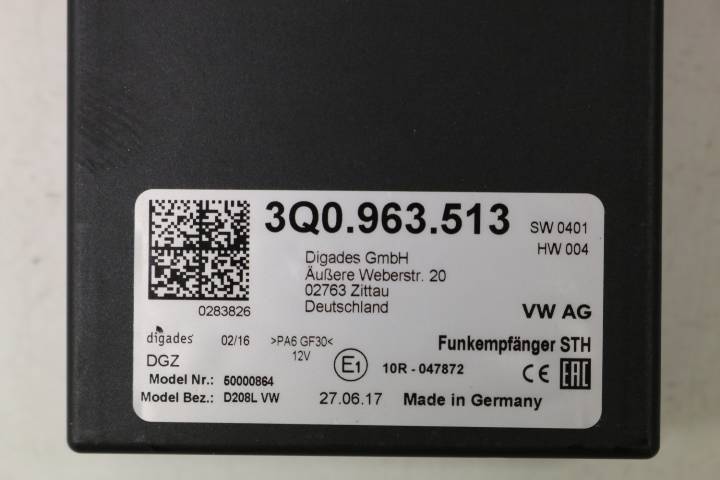 3Q0.963.513
SW 0401
HW 004
Digades GmbH
Äußere Weberstr. 20
02763 Zittau
Deutschland
0283826
VW AG
digades
02/16
>PA6 GF30<
12V
Funkempfänger STH
DGZ
E1
10R - 047872
CE
EAC
Model Nr.: 50000864
Model Bez.: D208L VW
27.06.17
Made in Germany